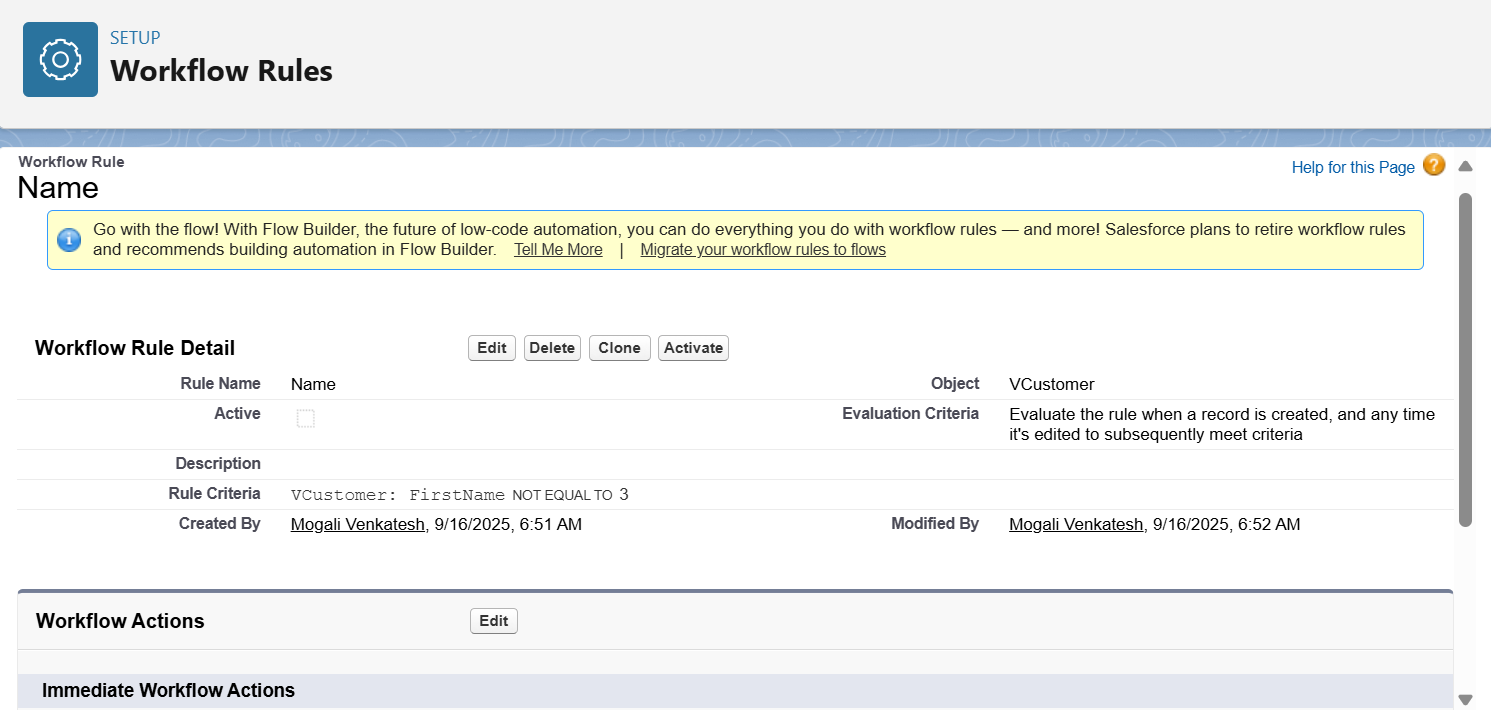 SETUP
Workflow Rules
Workflow Rule
Name
Help for this Page ?
Go with the flow! With Flow Builder, the future of low-code automation, you can do everything you do with workflow rules — and more! Salesforce plans to retire workflow rules
and recommends building automation in Flow Builder. Tell Me More | Migrate your workflow rules to flows
Workflow Rule Detail
Edit Delete Clone Activate
Rule Name Name Object VCustomer
Active Evaluation Criteria Evaluate the rule when a record is created, and any time
it's edited to subsequently meet criteria
Description
Rule Criteria VCustomer: FirstName NOT EQUAL TO 3
Created By Mogali Venkatesh, 9/16/2025, 6:51 AM Modified By Mogali Venkatesh, 9/16/2025, 6:52 AM
Workflow Actions Edit
Immediate Workflow Actions